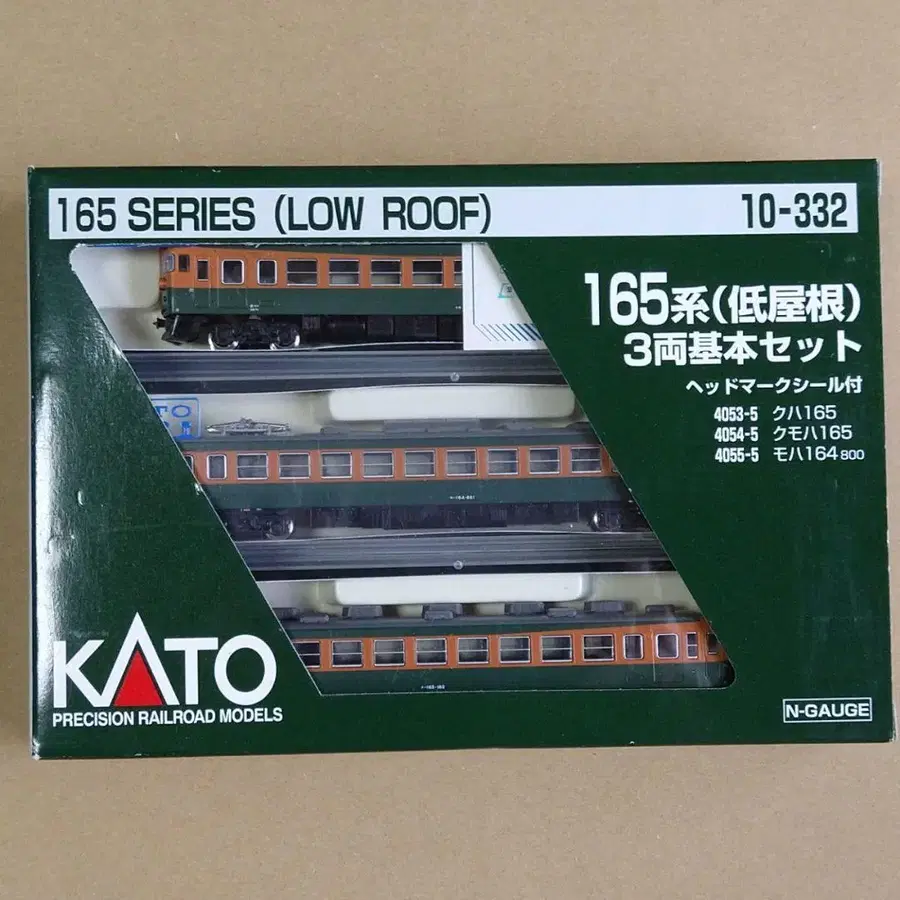 165 SERIES (LOW ROOF) 10-332
165系(低屋根)
3両基本セット
ヘッドマークシール付
4053-5 クハ165
4054-5 クモハ165
4055-5 モハ164 800
KATO
PRECISION RAILROAD MODELS
N-GAUGE